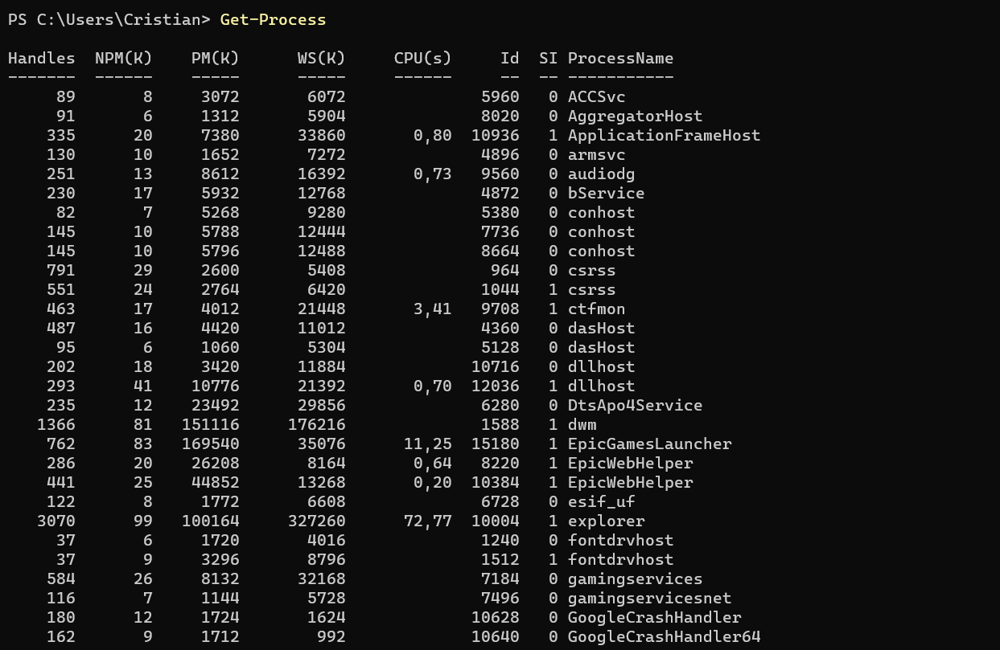 PS C:\Users\Cristian> Get-Process
Handles  NPM(K)    PM(K)      WS(K)     CPU(s)     Id  SI ProcessName
-------  ------    -----      -----     ------     --  -- -----------
     89       8     3072       6072              5960   0 ACCSvc
     91       6     1312       5904              8020   0 AggregatorHost
    335      20     7380      33860       0,80  10936   1 ApplicationFrameHost
    130      10     1652       7272              4896   0 armsvc
    251      13     8612      16392       0,73   9560   0 audiodg
    230      17     5932      12768              4872   0 bService
     82       7     5268       9280              5380   0 conhost
    145      10     5788      12444              7736   0 conhost
    145      10     5796      12488              8664   0 conhost
    791      29     2600       5408               964   0 csrss
    551      24     2764       6420              1044   1 csrss
    463      17     4012      21448       3,41   9708   1 ctfmon
    487      16     4420      11012              4360   0 dasHost
     95       6     1060       5304              5128   0 dasHost
    202      18     3420      11884             10716   0 dllhost
    293      41    10776      21392       0,70  12036   1 dllhost
    235      12    23492      29856              6280   0 DtsApo4Service
   1366      81   151116     176216              1588   1 dwm
    762      83   169540      35076      11,25  15180   1 EpicGamesLauncher
    286      20    26208       8164       0,64   8220   1 EpicWebHelper
    441      25    44852      13268       0,20  10384   1 EpicWebHelper
    122       8     1772       6608              6728   0 esif_uf
   3070      99   100164     327260      72,77  10004   1 explorer
     37       6     1720       4016              1240   0 fontdrvhost
     37       9     3296       8796              1512   1 fontdrvhost
    584      26     8132      32168              7184   0 gamingservices
    116       7     1144       5728              7496   0 gamingservicesnet
    180      12     1724       1624             10628   0 GoogleCrashHandler
    162       9     1712        992             10640   0 GoogleCrashHandler64